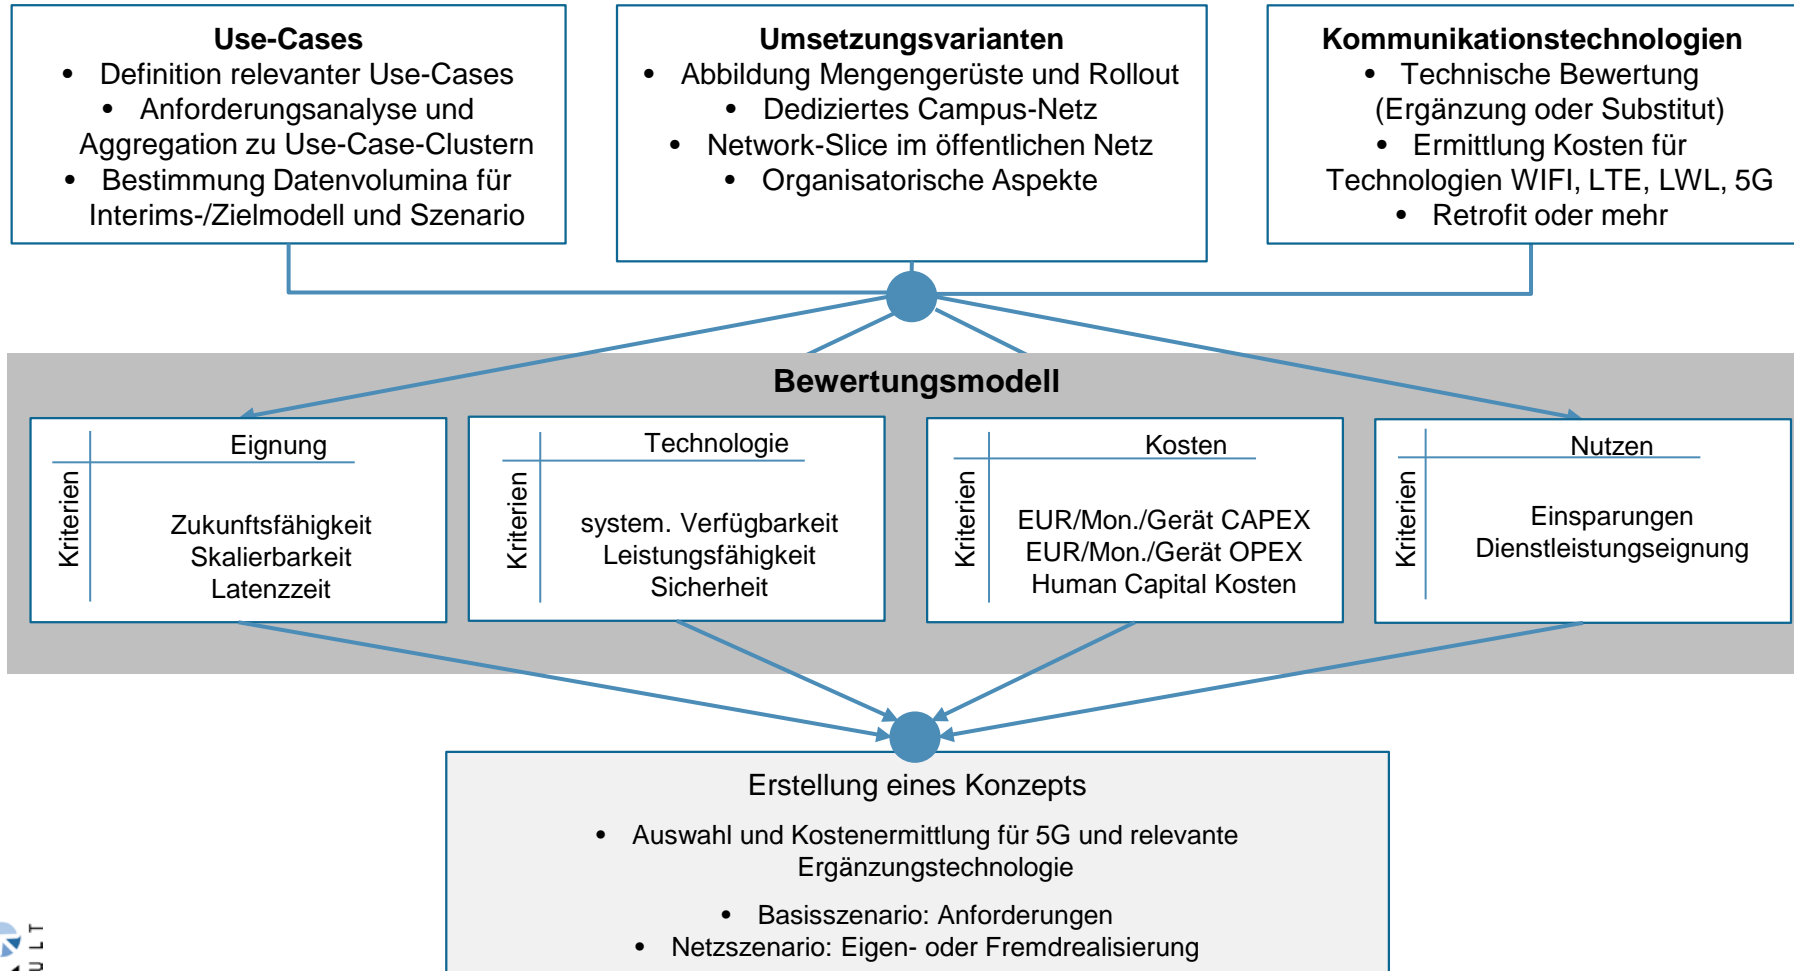 Use-Cases
• Definition relevanter Use-Cases
• Anforderungsanalyse und
Aggregation zu Use-Case-Clustern
• Bestimmung Datenvolumina für
Interims-/Zielmodell und Szenario
Umsetzungsvarianten
• Abbildung Mengengerüste und Rollout
• Dediziertes Campus-Netz
• Network-Slice im öffentlichen Netz
• Organisatorische Aspekte
Kommunikationstechnologien
• Technische Bewertung
(Ergänzung oder Substitut)
• Ermittlung Kosten für
Technologien WIFI, LTE, LWL, 5G
• Retrofit oder mehr
Bewertungsmodell
Eignung
Kriterien
Zukunftsfähigkeit
Skalierbarkeit
Latenzzeit
Technologie
Kriterien
system. Verfügbarkeit
Leistungsfähigkeit
Sicherheit
Kosten
Kriterien
EUR/Mon./Gerät CAPEX
EUR/Mon./Gerät OPEX
Human Capital Kosten
Nutzen
Kriterien
Einsparungen
Dienstleistungseignung
Erstellung eines Konzepts
• Auswahl und Kostenermittlung für 5G und relevante
Ergänzungstechnologie
• Basisszenario: Anforderungen
• Netzszenario: Eigen- oder Fremdrealisierung
ULT